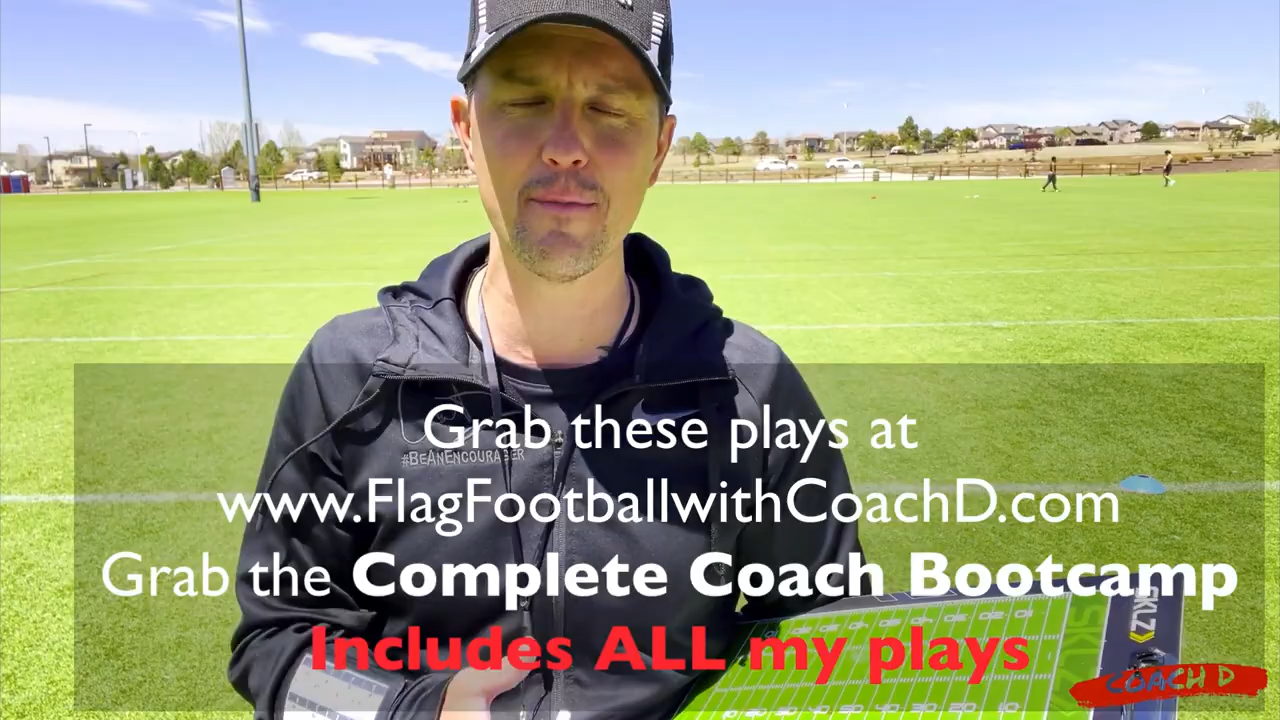 Grab these plays at
#BEANENCOURAGER
www.FlagFootballwithCoachD.com
Grab the Complete Coach Bootcamp
SKLZ
Includes ALL my plays
SKLZ
COACH D